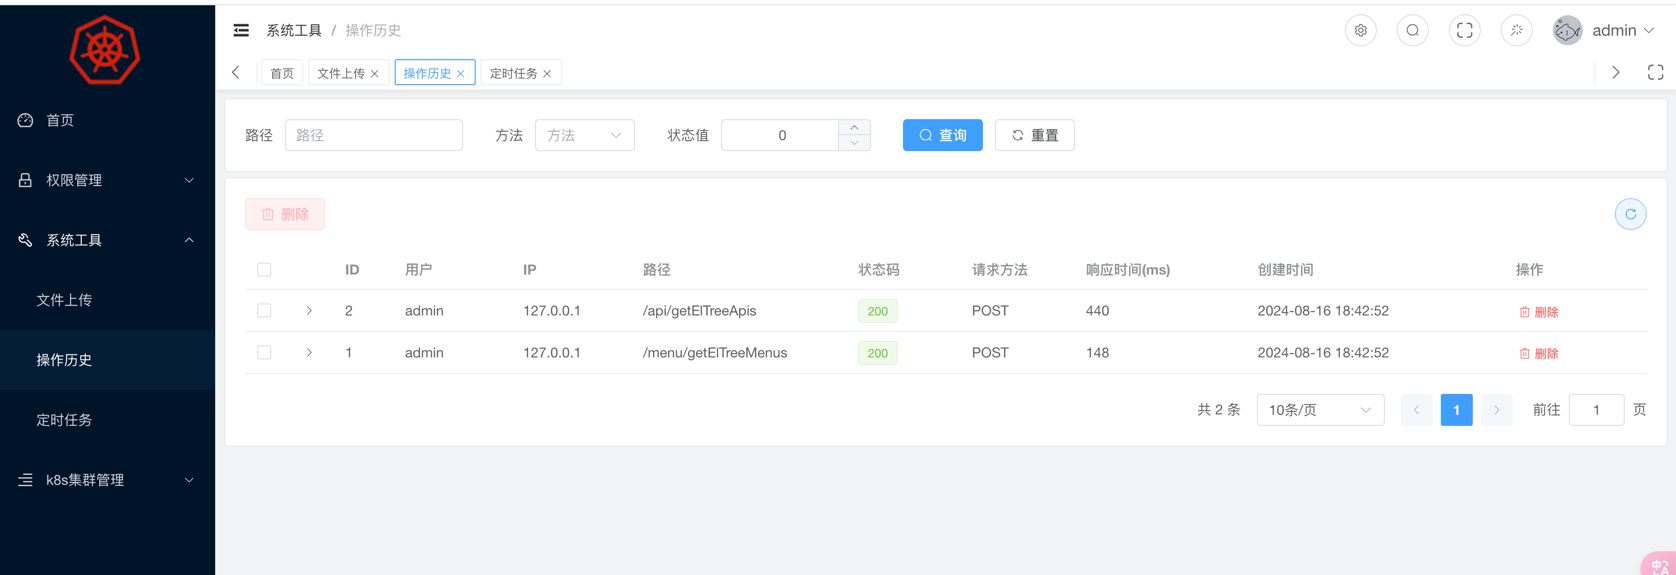 系统工具 / 操作历史
admin
首页
文件上传
操作历史
定时任务
首页
权限管理
系统工具
文件上传
操作历史
定时任务
k8s集群管理
路径 路径 方法 方法 状态值 0 查询 重置
删除
ID 用户 IP 路径 状态码 请求方法 响应时间(ms) 创建时间 操作
2 admin 127.0.0.1 /api/getElTreeApis 200 POST 440 2024-08-16 18:42:52 删除
1 admin 127.0.0.1 /menu/getElTreeMenus 200 POST 148 2024-08-16 18:42:52 删除
共 2 条 10条/页 1 前往 1 页
中
A